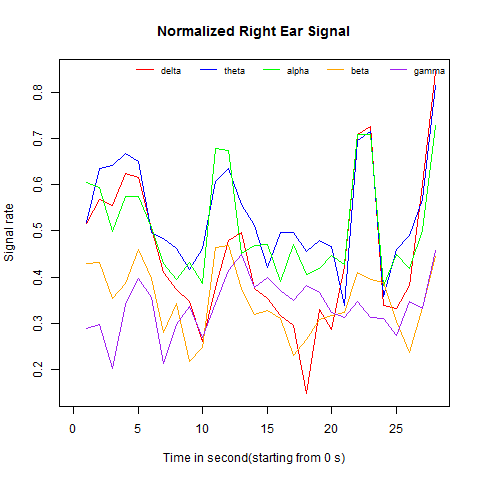 Normalized Right Ear Signal
delta theta alpha beta gamma
Signal rate
0.8
0.7
0.6
0.5
0.4
0.3
0.2
0 5 10 15 20 25
Time in second(starting from 0 s)